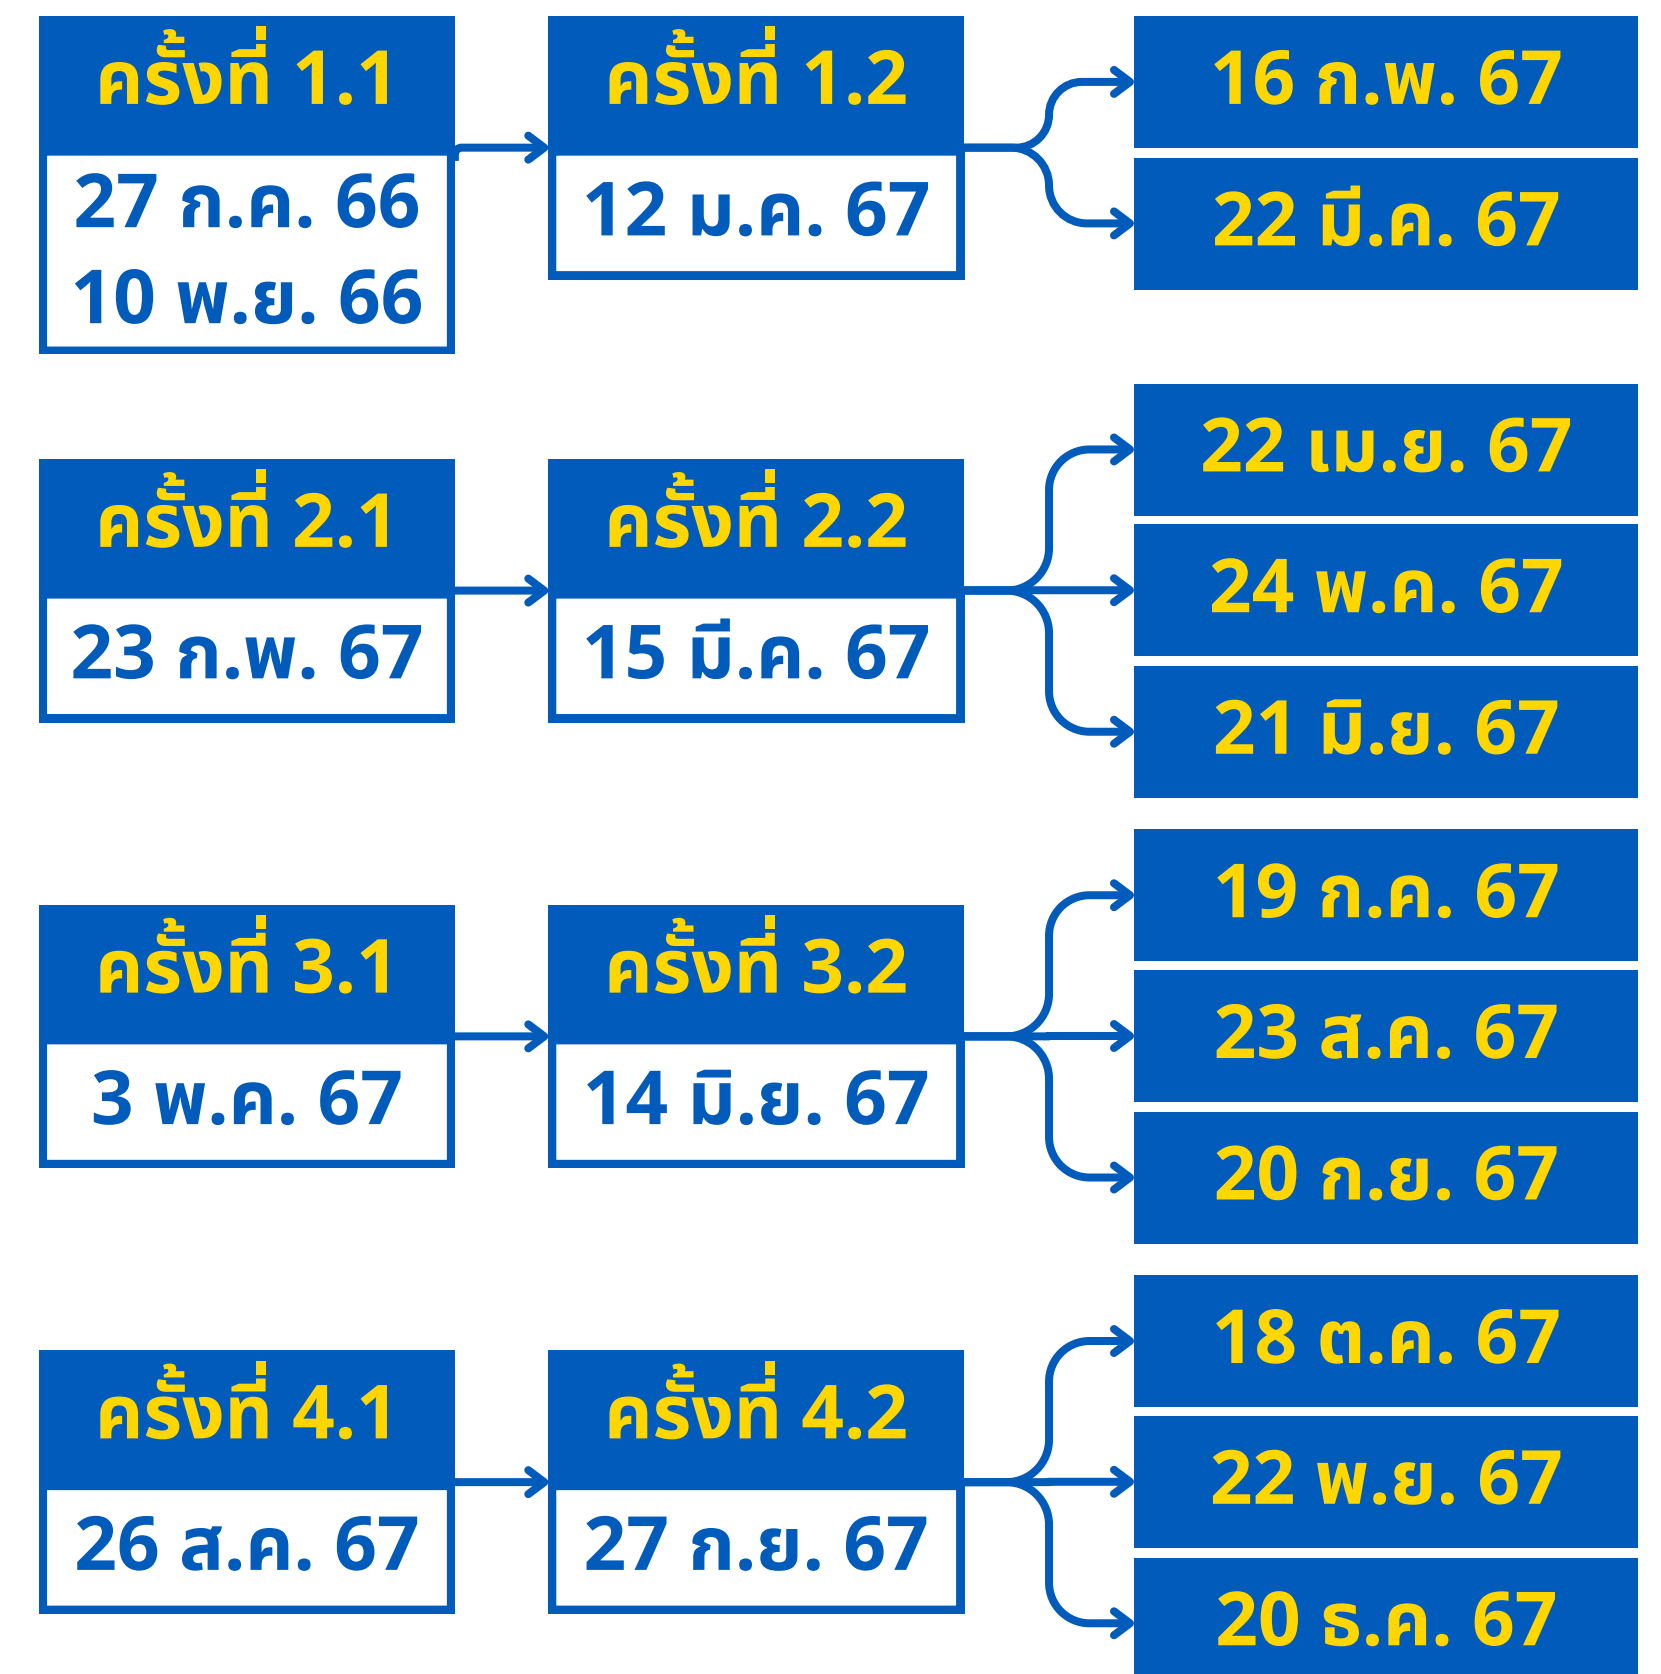 ครั้งที่ 1.1
27 ก.ค. 66
10 พ.ย. 66
ครั้งที่ 1.2
12 ม.ค. 67
16 ก.พ. 67
22 มี.ค. 67
ครั้งที่ 2.1
23 ก.พ. 67
ครั้งที่ 2.2
15 มี.ค. 67
22 เม.ย. 67
24 พ.ค. 67
21 มิ.ย. 67
ครั้งที่ 3.1
3 พ.ค. 67
ครั้งที่ 3.2
14 มิ.ย. 67
19 ก.ค. 67
23 ส.ค. 67
20 ก.ย. 67
ครั้งที่ 4.1
26 ส.ค. 67
ครั้งที่ 4.2
27 ก.ย. 67
18 ต.ค. 67
22 พ.ย. 67
20 ธ.ค. 67